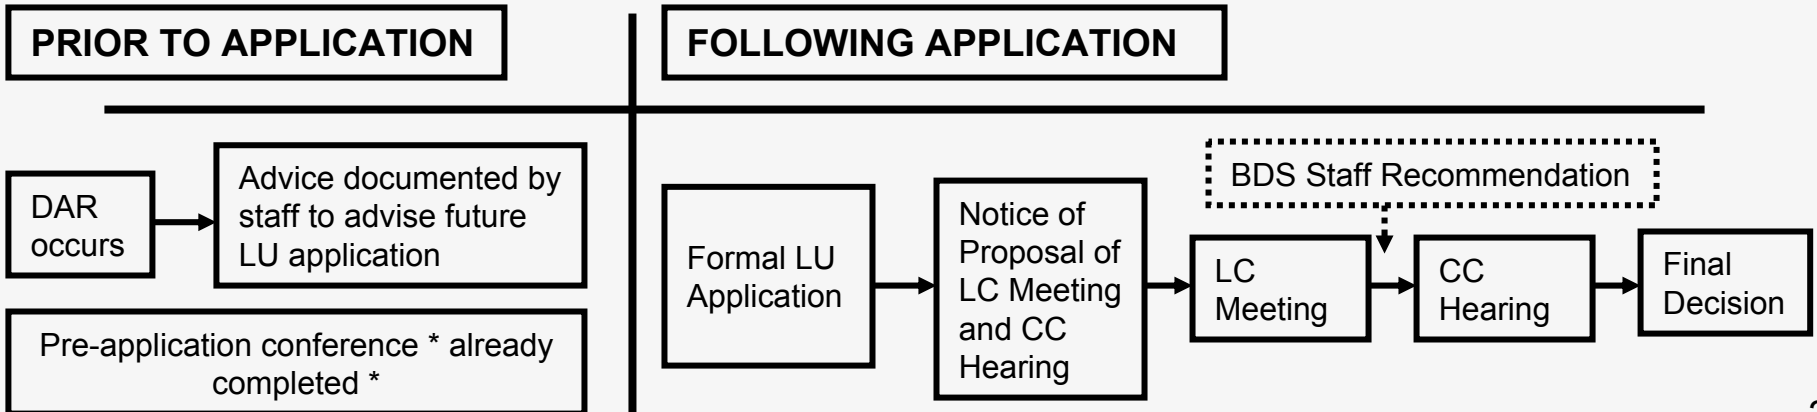 PRIOR TO APPLICATION
FOLLOWING APPLICATION
DAR
occurs
Advice documented by
staff to advise future
LU application
Pre-application conference * already
completed *
Formal LU
Application
Notice of
Proposal of
LC Meeting
and CC
Hearing
BDS Staff Recommendation
LC
Meeting
CC
Hearing
Final
Decision